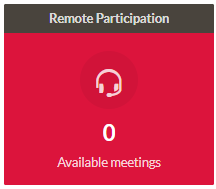 Remote Participation
0
Available meetings